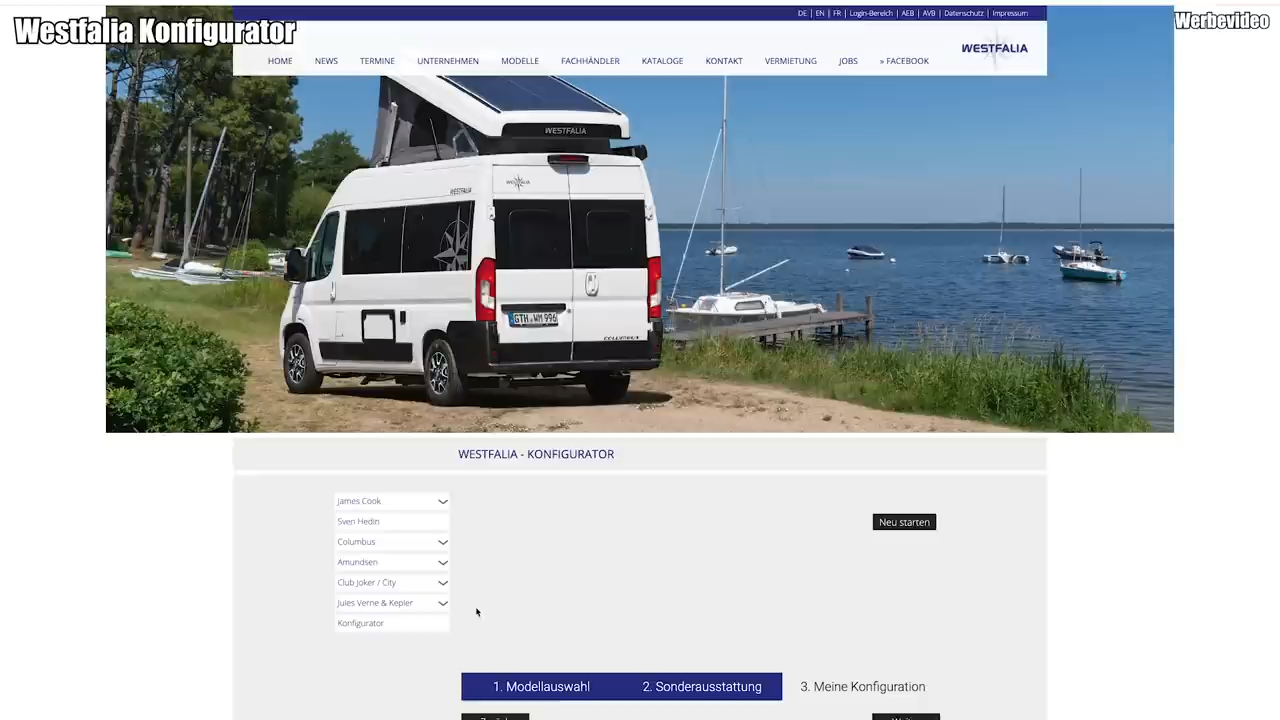 Westfalia Konfigurator
Werbevideo
DE | EN | FR | Login-Bereich | AEB | AVB | Datenschutz | Impressum
WESTFALIA
HOME NEWS TERMINE UNTERNEHMEN MODELLE FACHHÄNDLER KATALOGE KONTAKT VERMIETUNG JOBS » FACEBOOK
WESTFALIA
WESTFALIA
WESTFALIA
GTH WM 996
COLUMBUS
WESTFALIA - KONFIGURATOR
James Cook
Sven Hedin
Columbus
Amundsen
Club Joker / City
Jules Verne & Kepler
Konfigurator
Neu starten
1. Modellauswahl 2. Sonderausstattung 3. Meine Konfiguration